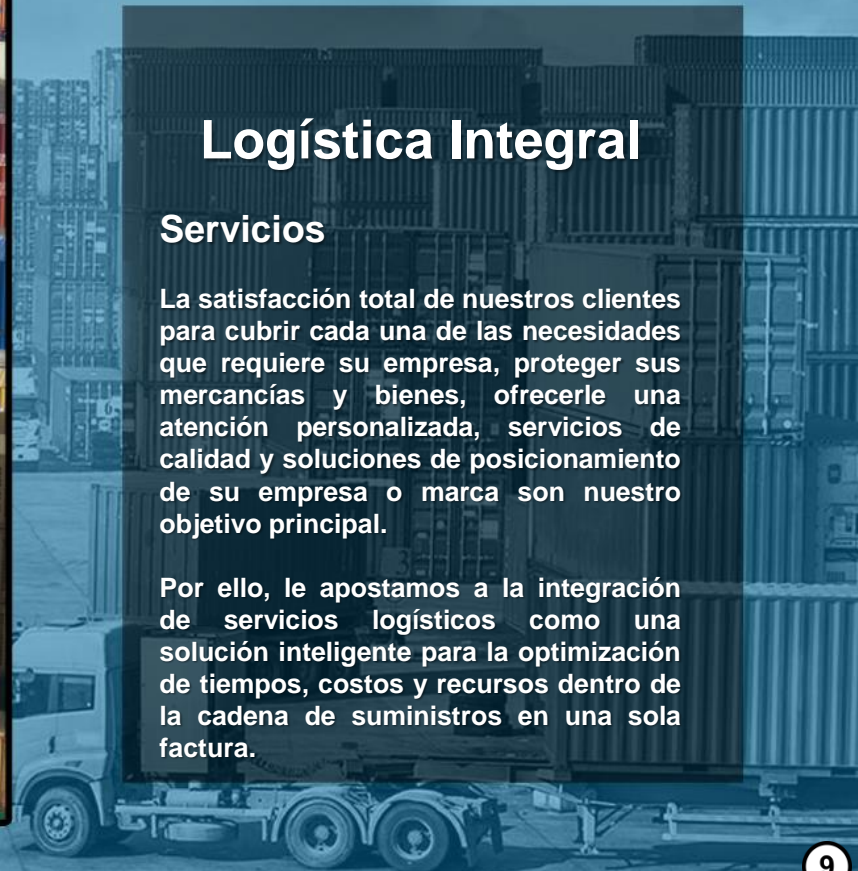 Logística Integral
Servicios
La satisfacción total de nuestros clientes
para cubrir cada una de las necesidades
que requiere su empresa, proteger sus
mercancías y bienes, ofrecerle una
atención personalizada, servicios de
calidad y soluciones de posicionamiento
de su empresa o marca son nuestro
objetivo principal.
Por ello, le apostamos a la integración
de servicios logísticos como una
solución inteligente para la optimización
de tiempos, costos y recursos dentro de
la cadena de suministros en una sola
factura.
9